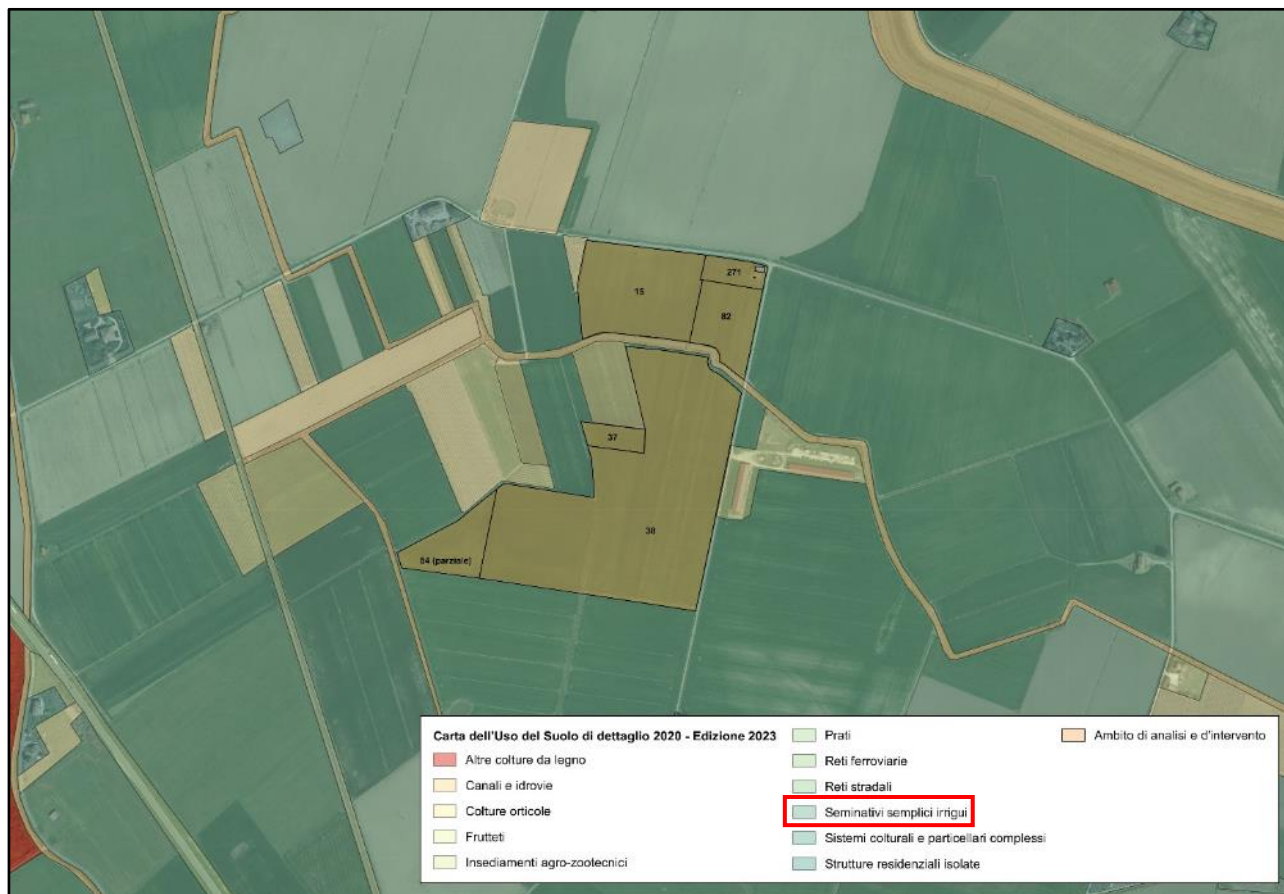 271
15
82
37
38
54 (parziale)
Carta dell'Uso del Suolo di dettaglio 2020 - Edizione 2023
Altre colture da legno
Canali e idrovie
Colture orticole
Frutteti
Insediamenti agro-zootecnici
Prati
Reti ferroviarie
Reti stradali
Seminativi semplici irrigui
Sistemi colturali e particellari complessi
Strutture residenziali isolate
Ambito di analisi e d'intervento